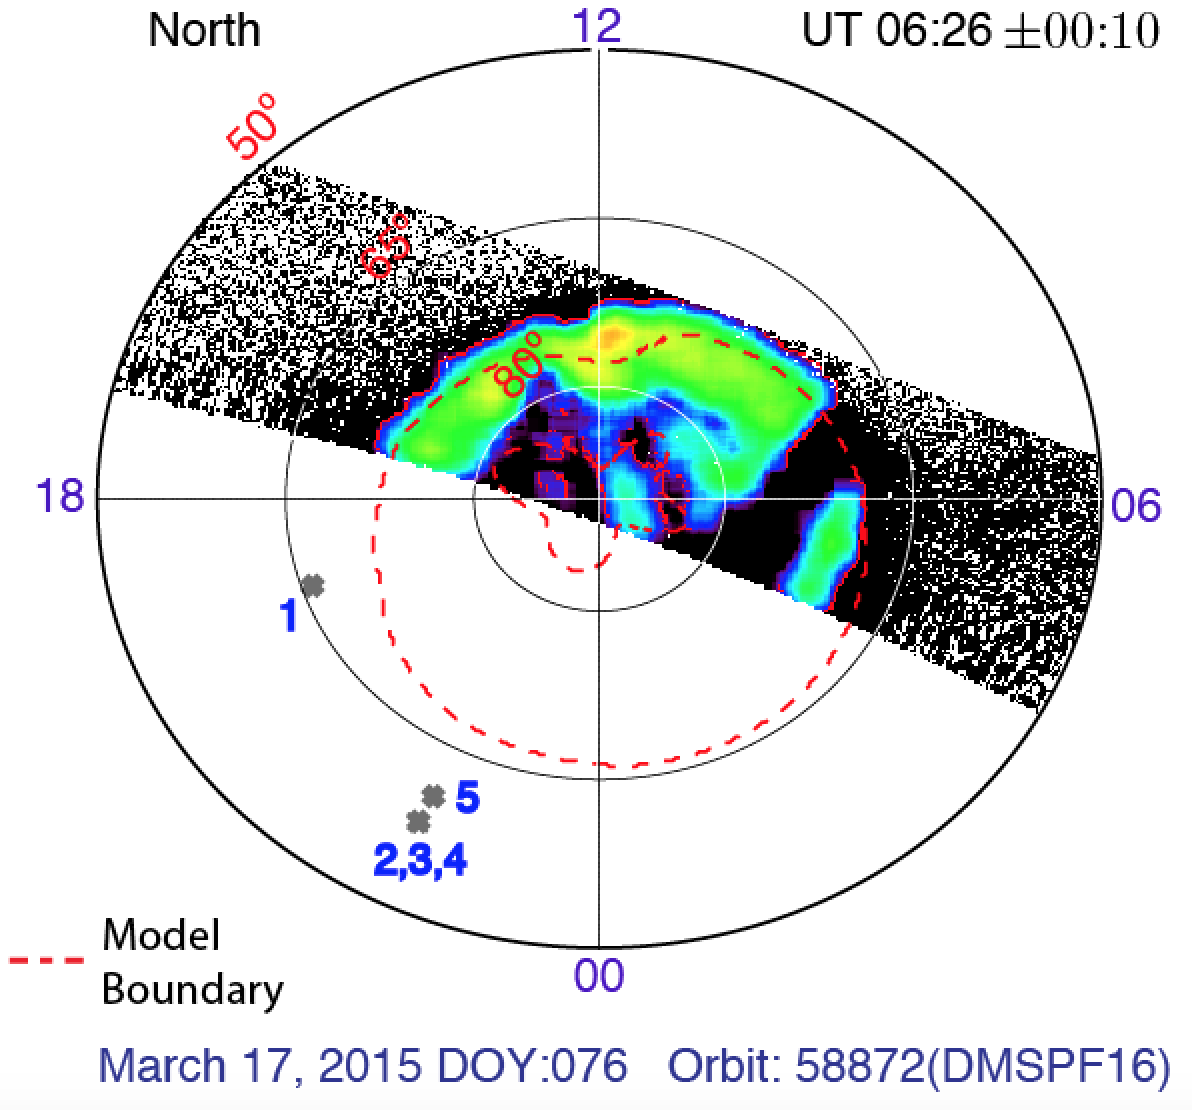 North
12
UT 06:26 ±00:10
50°
65°
80°
18
06
1
5
2,3,4
Model
Boundary
00
March 17, 2015 DOY:076 Orbit: 58872(DMSPF16)